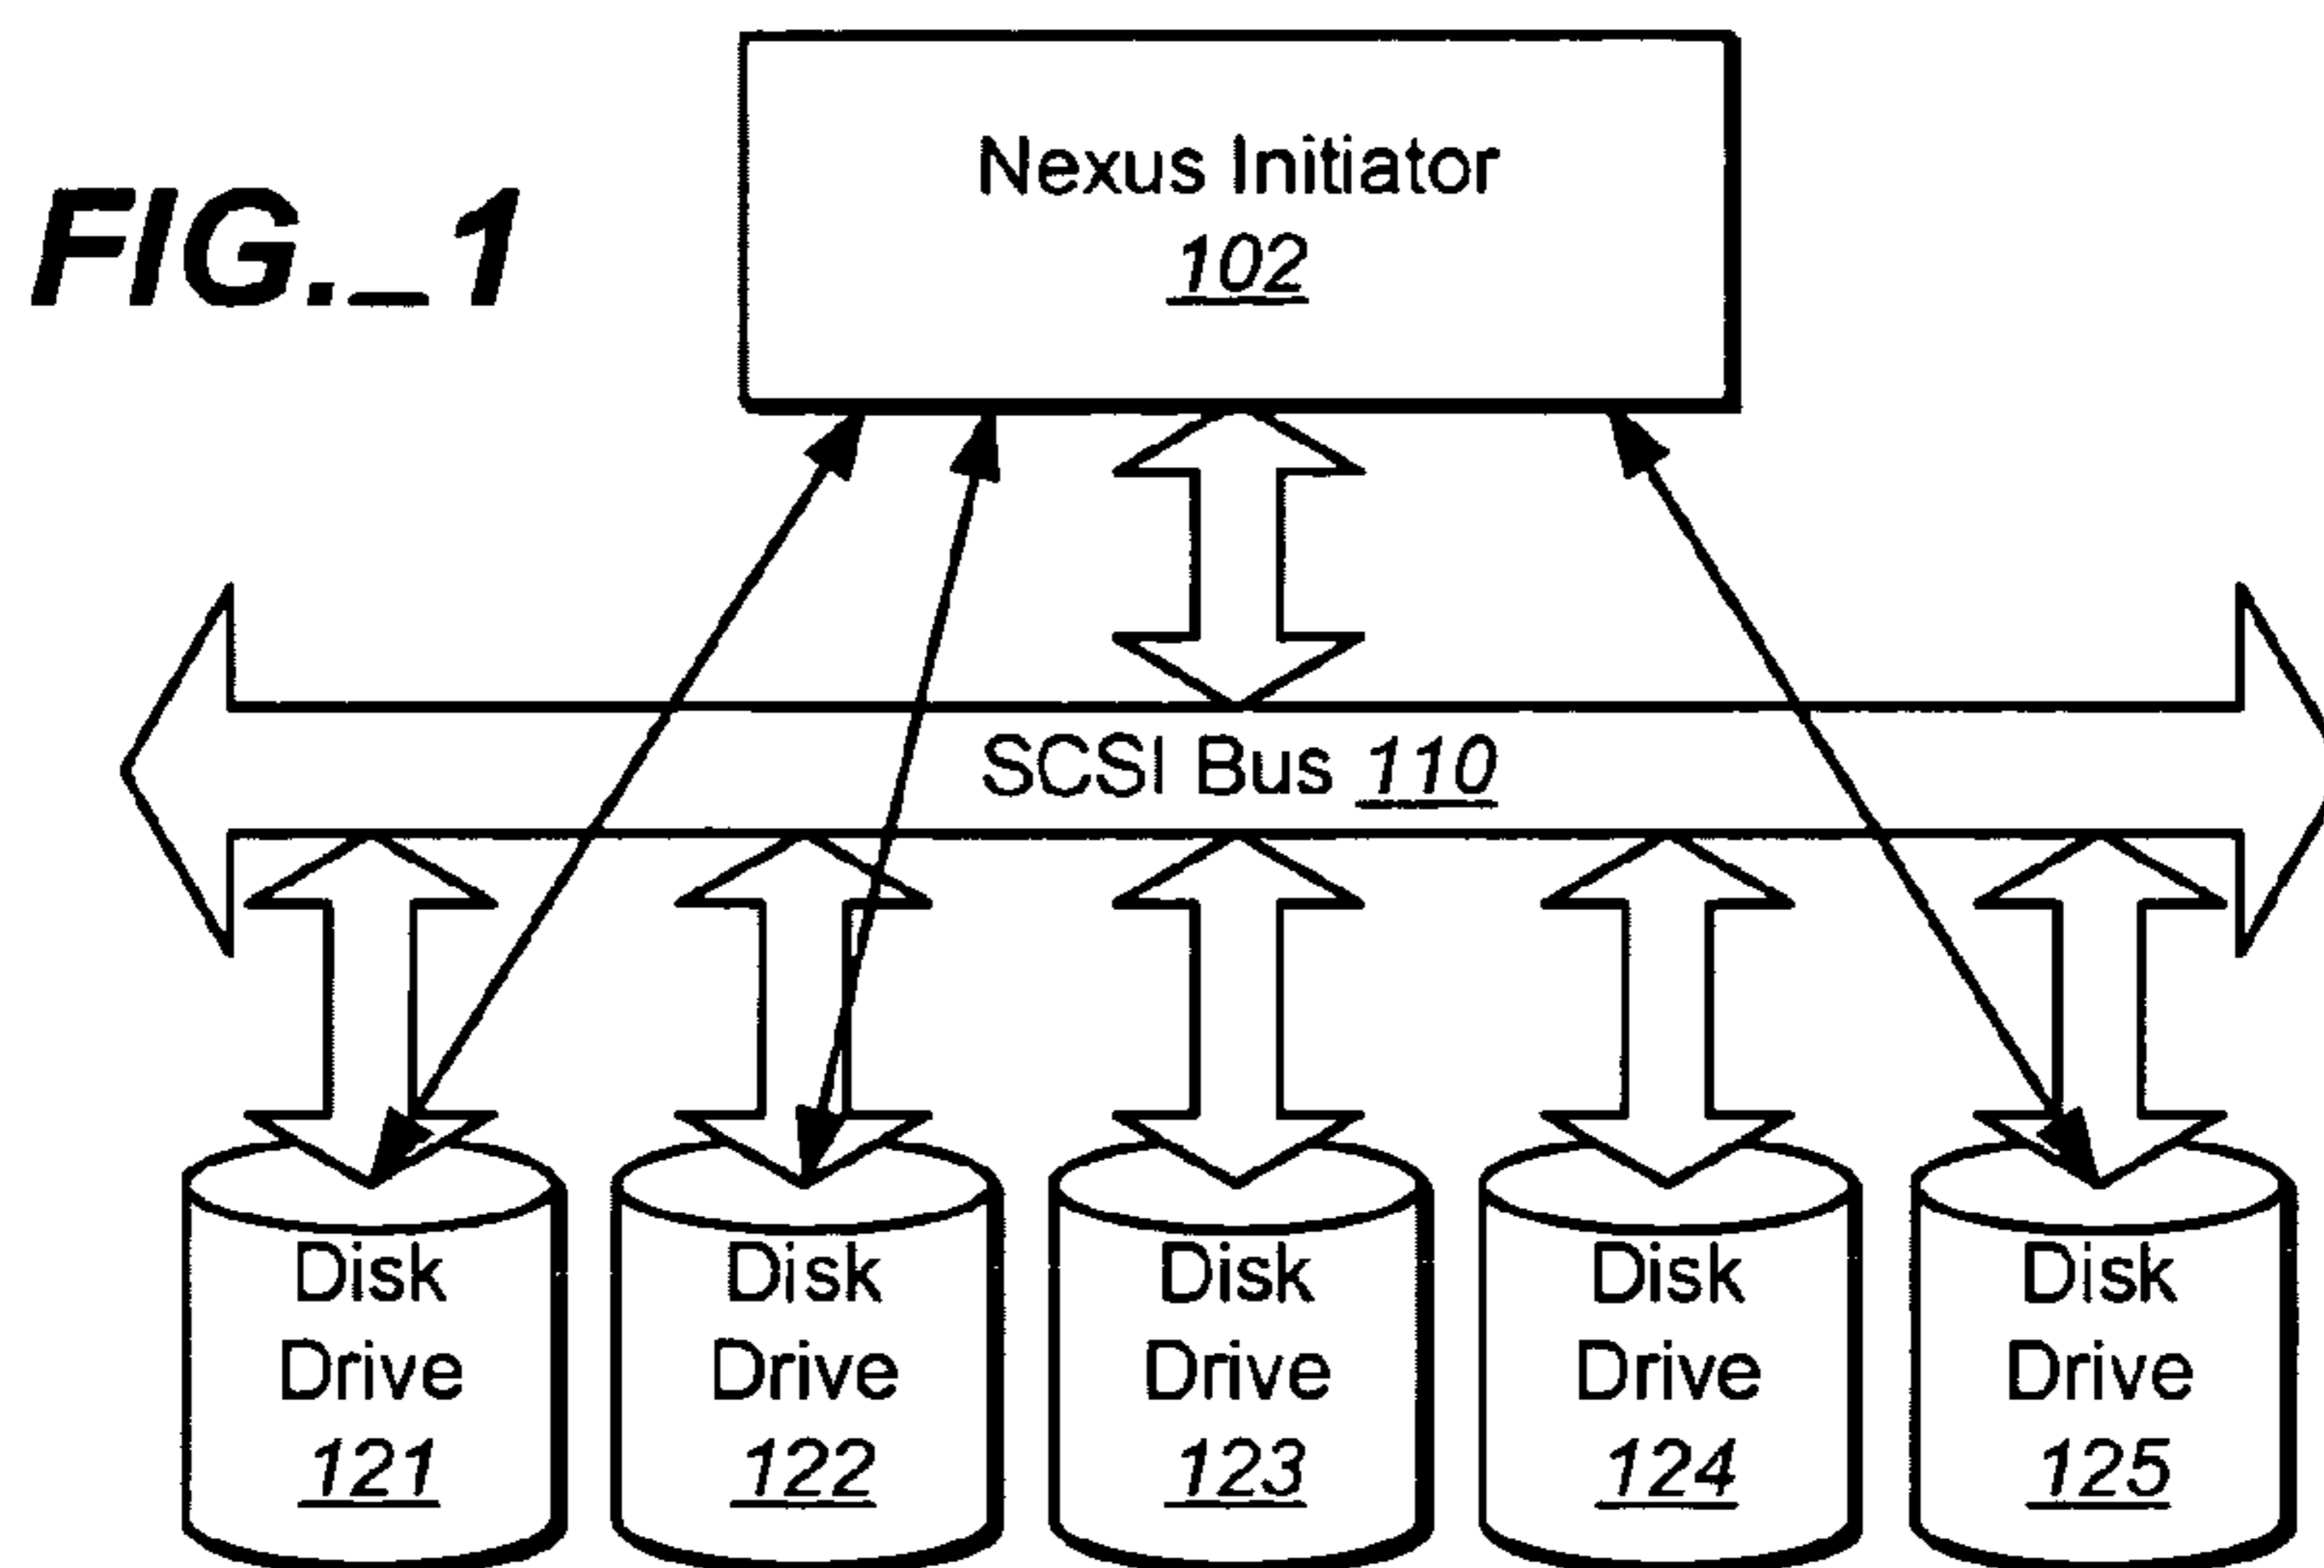 FIG._1
Nexus Initiator
102
SCSI Bus 110
Disk
Drive
121
Disk
Drive
122
Disk
Drive
123
Disk
Drive
124
Disk
Drive
125